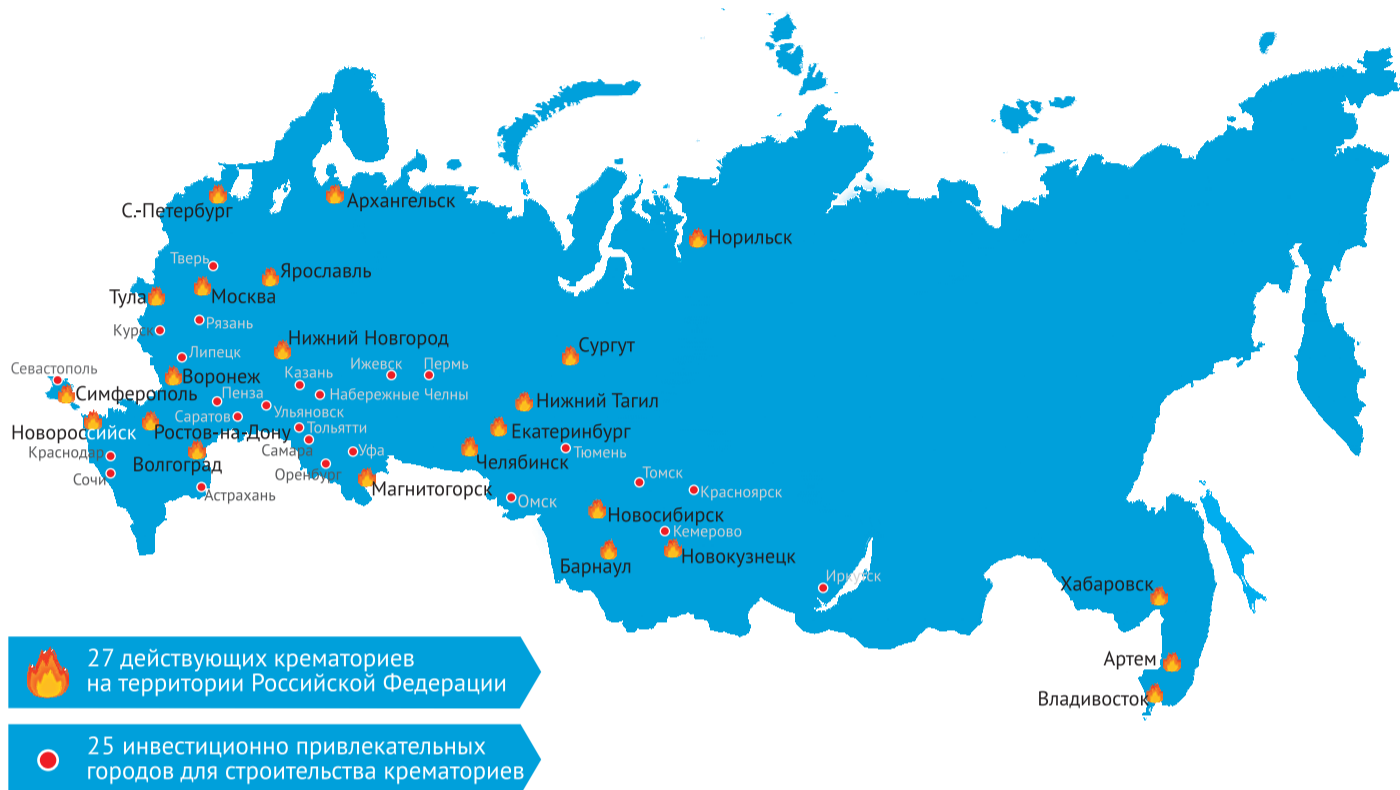 С.-Петербург
Архангельск
Норильск
Тверь
Ярославль
Тула
Москва
Рязань
Курск
Нижний Новгород
Сургут
Липецк
Ижевск
Пермь
Севастополь
Казань
Воронеж
Симферополь
Пенза
Набережные Челны
Нижний Тагил
Ульяновск
Саратов
Новороссийск
Ростов-на-Дону
Тольятти
Екатеринбург
Краснодар
Самара
Уфа
Тюмень
Волгоград
Челябинск
Сочи
Оренбург
Томск
Астрахань
Магнитогорск
Красноярск
Омск
Новосибирск
Кемерово
Новокузнецк
Барнаул
Иркутск
Хабаровск
Артем
Владивосток
27 действующих крематориев
на территории Российской Федерации
25 инвестиционно привлекательных
городов для строительства крематориев